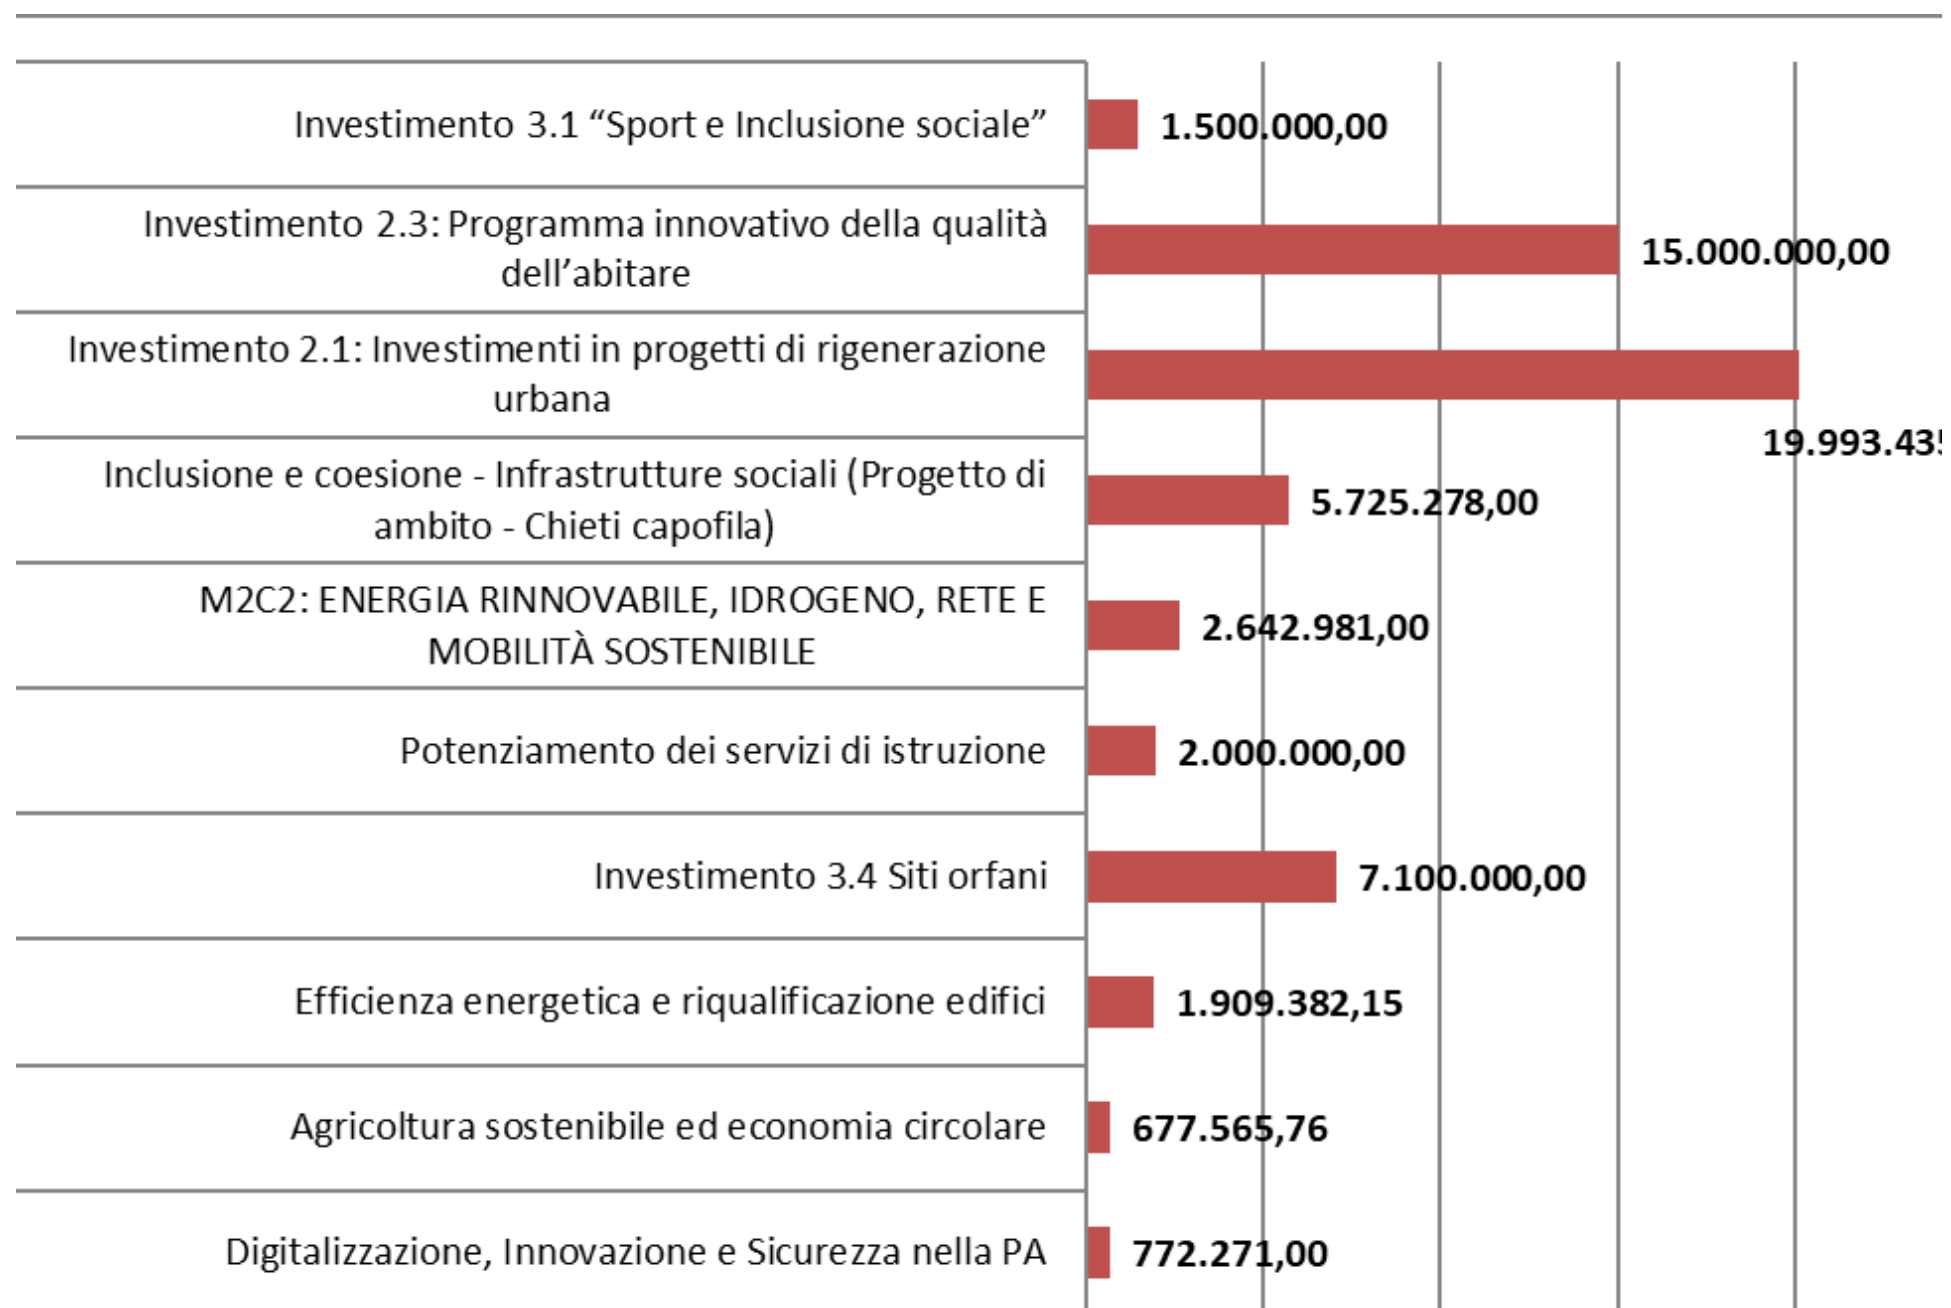 Investimento 3.1 “Sport e Inclusione sociale”
1.500.000,00
Investimento 2.3: Programma innovativo della qualità
dell’abitare
15.000.000,00
Investimento 2.1: Investimenti in progetti di rigenerazione
urbana
19.993.435
Inclusione e coesione - Infrastrutture sociali (Progetto di
ambito - Chieti capofila)
5.725.278,00
M2C2: ENERGIA RINNOVABILE, IDROGENO, RETE E
MOBILITÀ SOSTENIBILE
2.642.981,00
Potenziamento dei servizi di istruzione
2.000.000,00
Investimento 3.4 Siti orfani
7.100.000,00
Efficienza energetica e riqualificazione edifici
1.909.382,15
Agricoltura sostenibile ed economia circolare
677.565,76
Digitalizzazione, Innovazione e Sicurezza nella PA
772.271,00